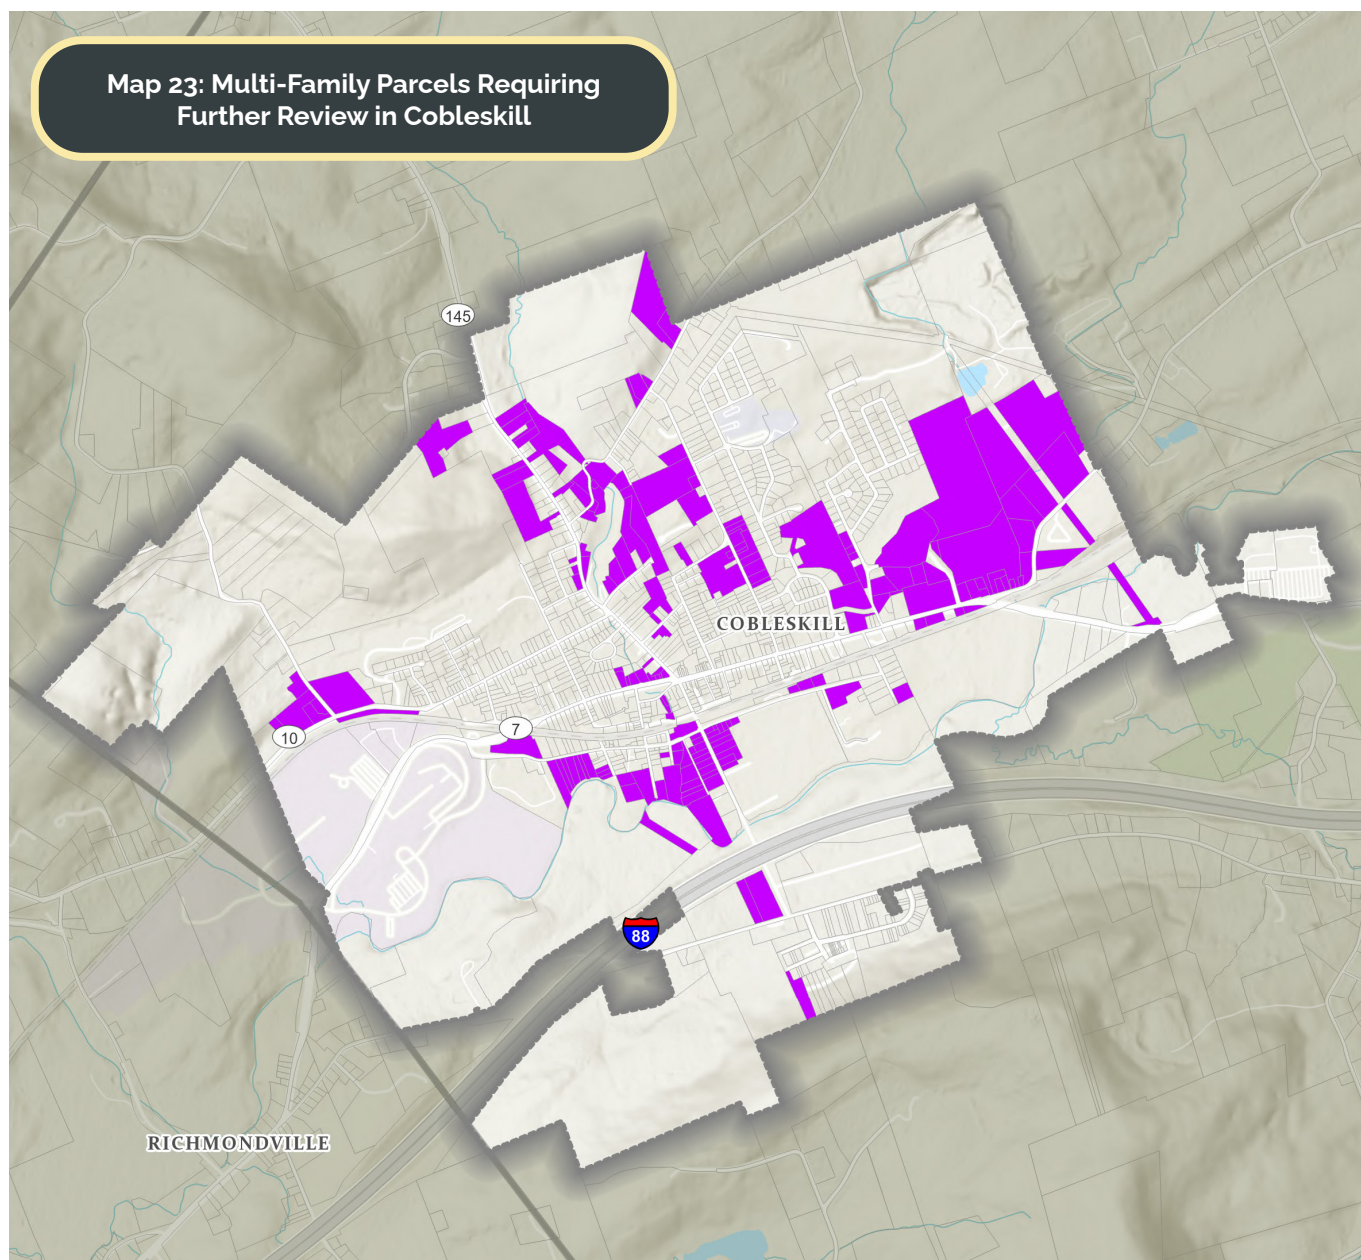 Map 23: Multi-Family Parcels Requiring
Further Review in Cobleskill
145
COBLESKILL
7
10
88
RICHMONDVILLE